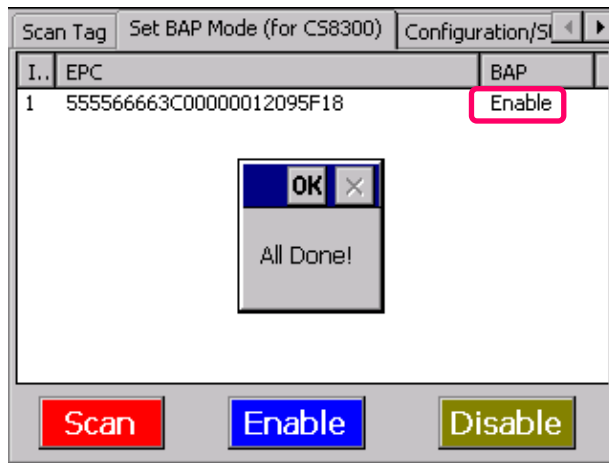 Scan Tag Set BAP Mode (for CS8300) Configuration/S
I.. EPC BAP
1 555566663C00000012095F18 Enable
OK
All Done!
Scan Enable Disable